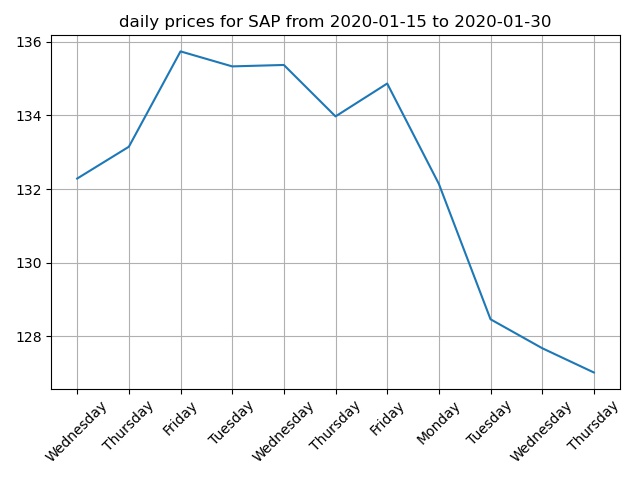 daily prices for SAP from 2020-01-15 to 2020-01-30
136
134
132
130
128
Wednesday
Thursday
Friday
Tuesday
Wednesday
Thursday
Friday
Monday
Tuesday
Wednesday
Thursday